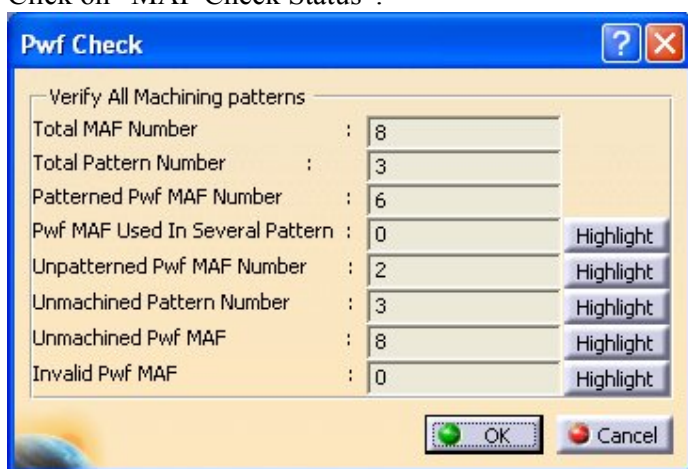 Click on "MAF Check Status".
Pwf Check
Verify All Machining patterns
Total MAF Number : 8
Total Pattern Number : 3
Patterned Pwf MAF Number : 6
Pwf MAF Used In Several Pattern : 0 Highlight
Unpatterned Pwf MAF Number : 2 Highlight
Unmachined Pattern Number : 3 Highlight
Unmachined Pwf MAF : 8 Highlight
Invalid Pwf MAF : 0 Highlight
OK Cancel